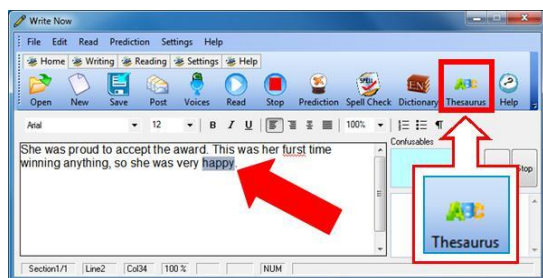 Write Now
File Edit Read Prediction Settings Help
Home Writing Reading Settings Help
Open New Save Post Voices Read Stop Prediction Spell Check Dictionary Thesaurus Help
Arial 12 B I U 100%
Confusables
She was proud to accept the award. This was her furst time
winning anything, so she was very happy.
Stop
Thesaurus
Section1/1 Line2 Col34 100 % NUM